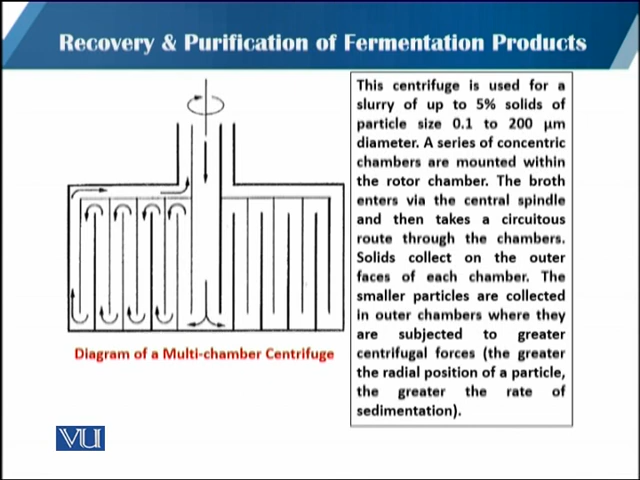 Recovery & Purification of Fermentation Products
This centrifuge is used for a
slurry of up to 5% solids of
particle size 0.1 to 200 µm
diameter. A series of concentric
chambers are mounted within
the rotor chamber. The broth
enters via the central spindle
and then takes a circuitous
route through the chambers.
Solids collect on the outer
faces of each chamber. The
smaller particles are collected
in outer chambers where they
are subjected to greater
centrifugal forces (the greater
the radial position of a particle,
the greater the rate of
sedimentation).
Diagram of a Multi-chamber Centrifuge
VU